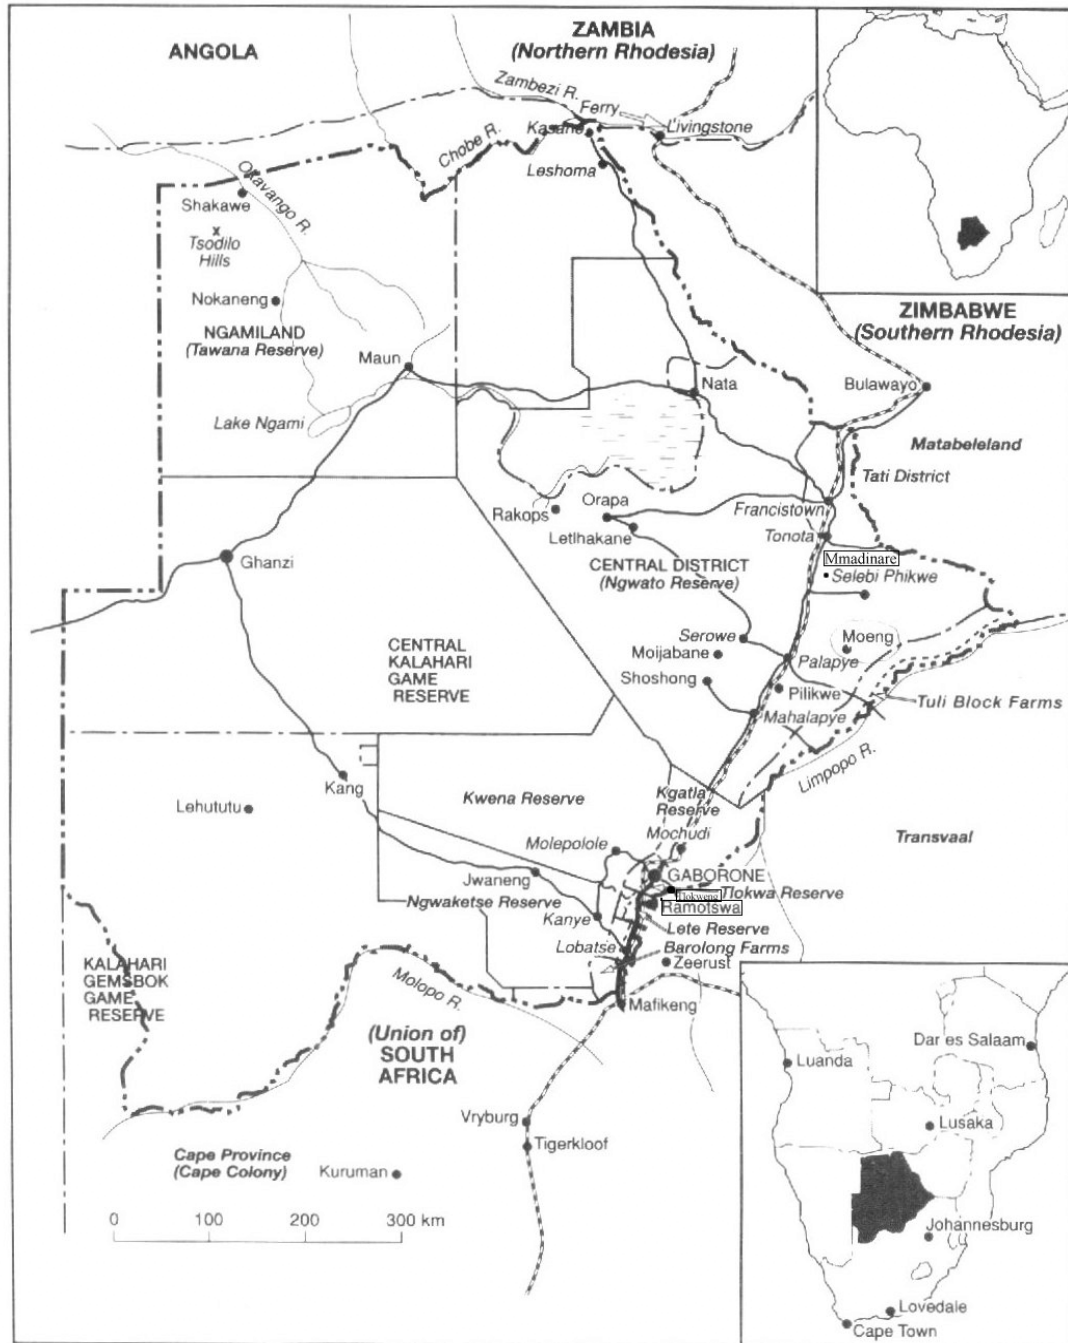 ANGOLA
ZAMBIA
(Northern Rhodesia)
Zambezi R.
Ferry
Kasane
Livingstone
Chobe R.
Leshoma
Okavango R.
Shakawe
x
Tsodilo
Hills
Nokaneng
NGAMILAND
(Tawana Reserve)
Maun
Lake Ngami
Nata
ZIMBABWE
(Southern Rhodesia)
Bulawayo
Matabeleland
Tati District
Rakops
Orapa
Letlhakane
Francistown
Tonota
Mmadinare
Selebi Phikwe
Ghanzi
CENTRAL DISTRICT
(Ngwato Reserve)
CENTRAL
KALAHARI
GAME
RESERVE
Serowe
Moijabane
Shoshong
Moeng
Palapye
Pilikwe
Mahalapye
Tuli Block Farms
Limpopo R.
Kang
Lehututu
Kwena Reserve
Kgatla
Reserve
Mochudi
Molepolole
Transvaal
GABORONE
Tlokweng
Tlokwa Reserve
Ramotswa
Jwaneng
Ngwaketse Reserve
Kanye
Lete Reserve
Lobatse
Barolong Farms
Zeerust
KALAHARI
GEMSBOK
GAME
RESERVE
Molopo R.
Mafikeng
(Union of)
SOUTH
AFRICA
Vryburg
Tigerkloof
Cape Province
(Cape Colony)
Kuruman
0 100 200 300 km
Luanda
Dar es Salaam
Lusaka
Johannesburg
Lovedale
Cape Town